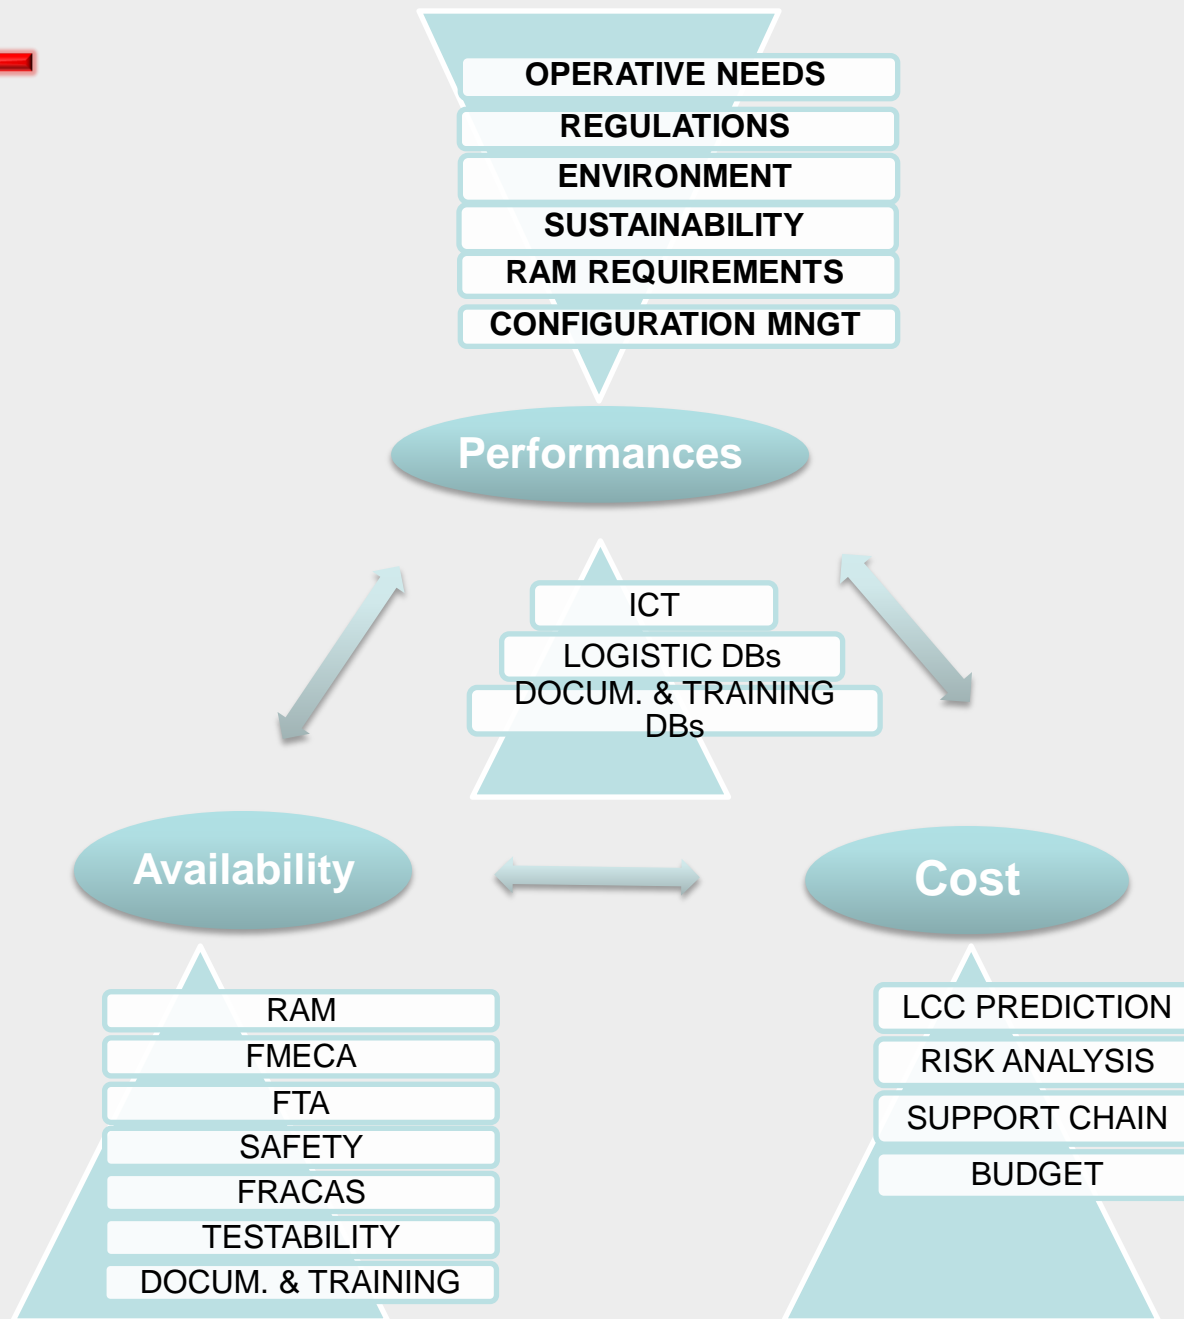 OPERATIVE NEEDS
REGULATIONS
ENVIRONMENT
SUSTAINABILITY
RAM REQUIREMENTS
CONFIGURATION MNGT
Performances
ICT
LOGISTIC DBs
DOCUM. & TRAINING
DBs
Availability
Cost
RAM
FMECA
FTA
SAFETY
FRACAS
TESTABILITY
DOCUM. & TRAINING
LCC PREDICTION
RISK ANALYSIS
SUPPORT CHAIN
BUDGET